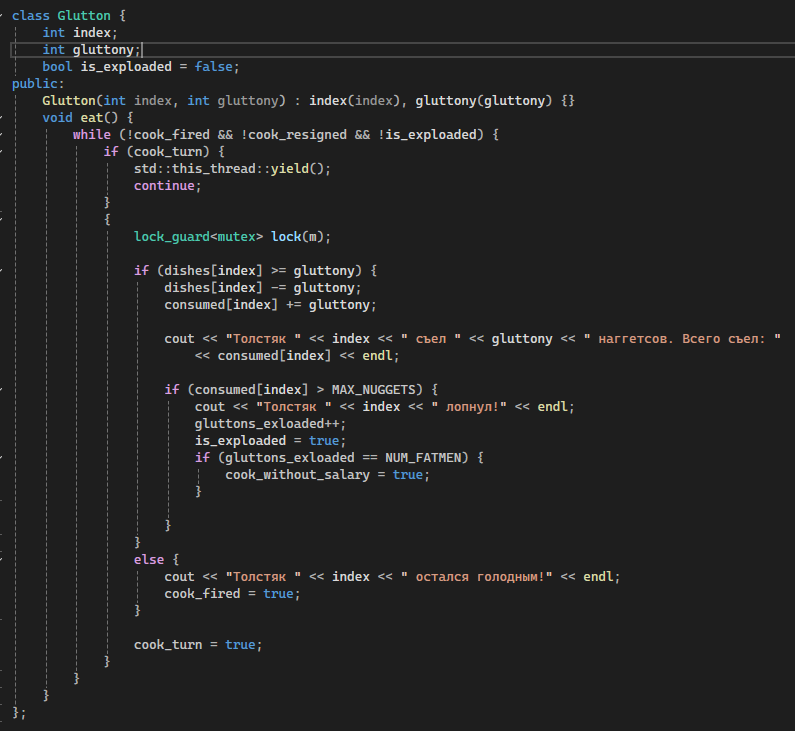 class Glutton {
    int index;
    int gluttony;
    bool is_exploaded = false;
public:
    Glutton(int index, int gluttony) : index(index), gluttony(gluttony) {}
    void eat() {
        while (!cook_fired && !cook_resigned && !is_exploaded) {
            if (cook_turn) {
                std::this_thread::yield();
                continue;
            }
            {
                lock_guard<mutex> lock(m);

                if (dishes[index] >= gluttony) {
                    dishes[index] -= gluttony;
                    consumed[index] += gluttony;

                    cout << "Толстяк " << index << " съел " << gluttony << " наггетсов. Всего съел: "
                        << consumed[index] << endl;

                    if (consumed[index] > MAX_NUGGETS) {
                        cout << "Толстяк " << index << " лопнул!" << endl;
                        gluttons_exloaded++;
                        is_exploaded = true;
                        if (gluttons_exloaded == NUM_FATMEN) {
                            cook_without_salary = true;
                        }

                    }
                }
                else {
                    cout << "Толстяк " << index << " остался голодным!" << endl;
                    cook_fired = true;
                }

                cook_turn = true;
            }
        }
    }
};